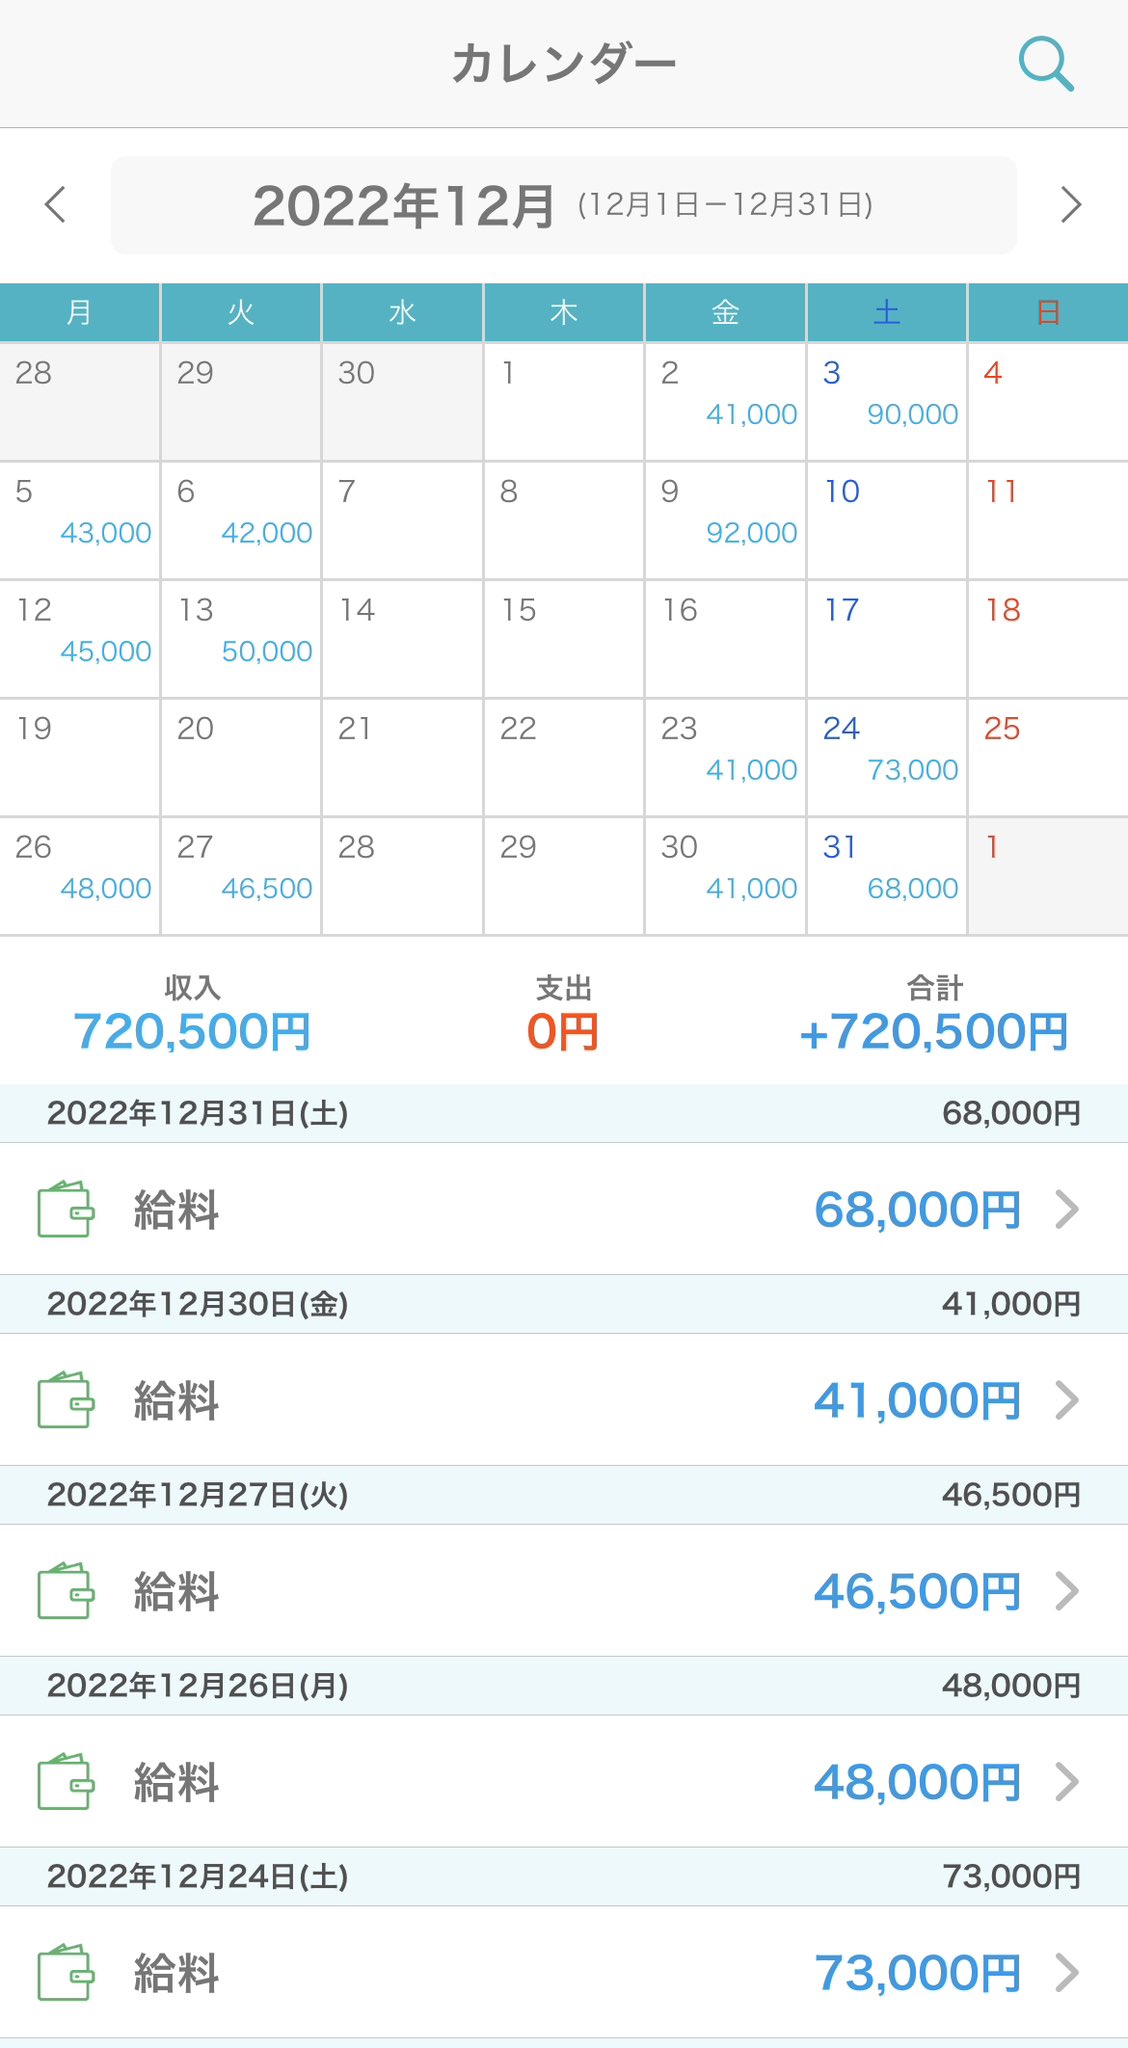 カレンダー
2022年12月 (12月1日－12月31日)
月 火 水 木 金 土 日
28 29 30 1 2 3 4
41,000 90,000
5 6 7 8 9 10 11
43,000 42,000 92,000
12 13 14 15 16 17 18
45,000 50,000
19 20 21 22 23 24 25
41,000 73,000
26 27 28 29 30 31 1
48,000 46,500 41,000 68,000
収入 支出 合計
720,500円 0円 +720,500円
2022年12月31日(土) 68,000円
給料 68,000円
2022年12月30日(金) 41,000円
給料 41,000円
2022年12月27日(火) 46,500円
給料 46,500円
2022年12月26日(月) 48,000円
給料 48,000円
2022年12月24日(土) 73,000円
給料 73,000円